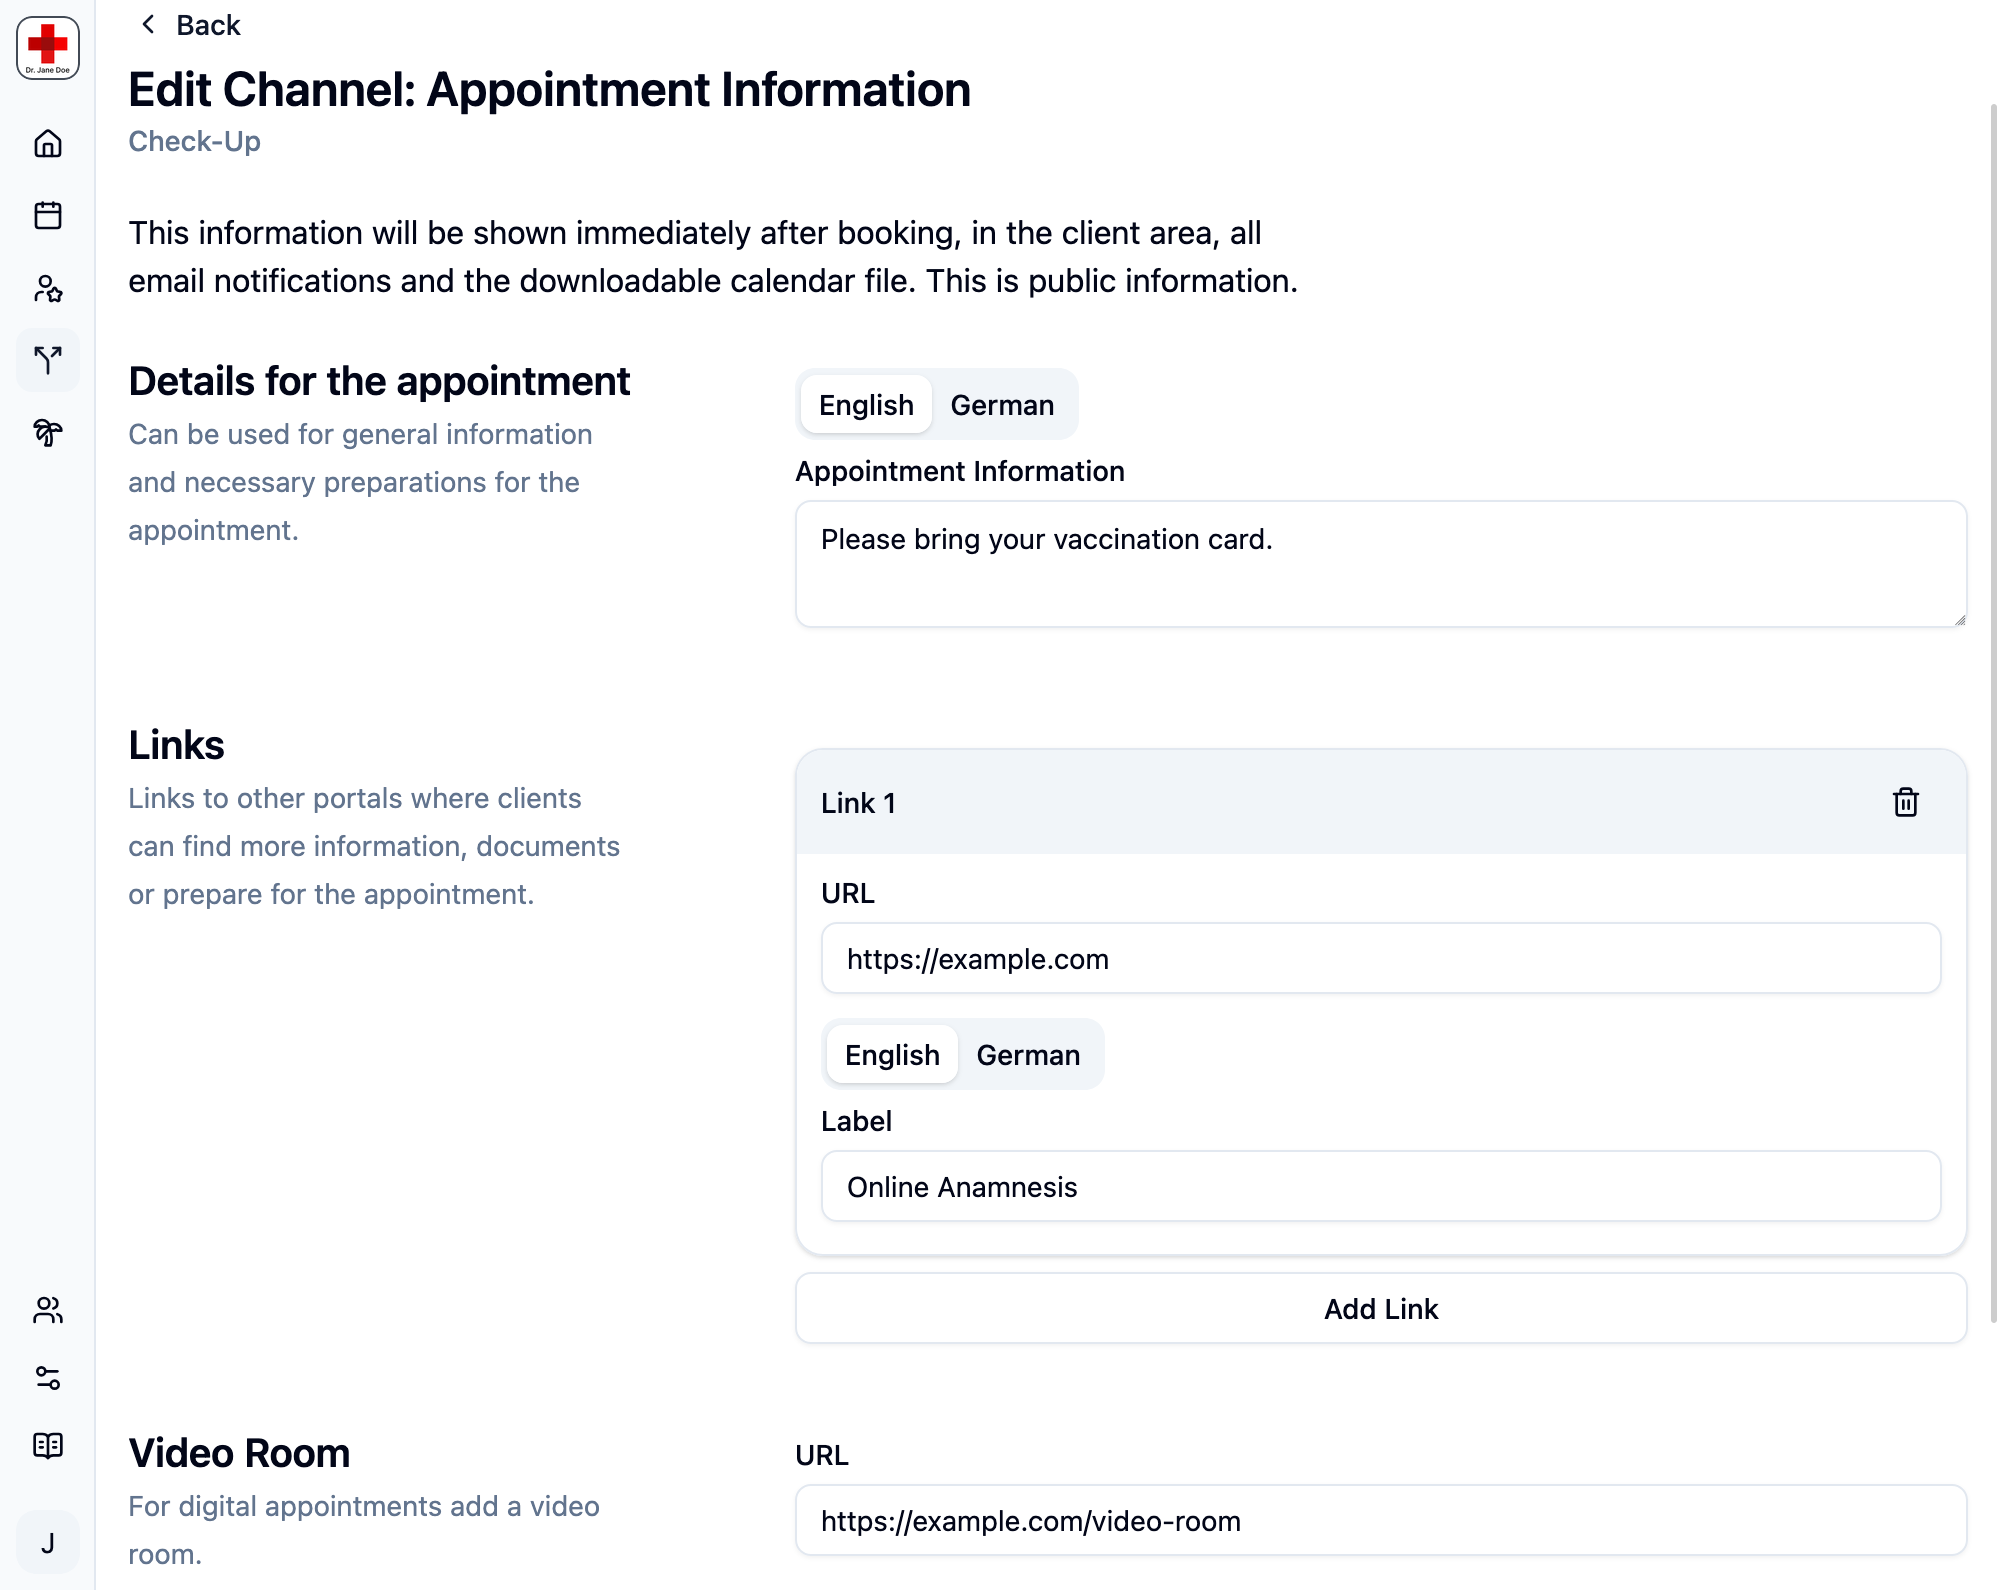 Dr. Jane Doe
Back
Edit Channel: Appointment Information
Check-Up
This information will be shown immediately after booking, in the client area, all
email notifications and the downloadable calendar file. This is public information.
Details for the appointment
Can be used for general information
and necessary preparations for the
appointment.
English German
Appointment Information
Please bring your vaccination card.
Links
Links to other portals where clients
can find more information, documents
or prepare for the appointment.
Link 1
URL
https://example.com
English German
Label
Online Anamnesis
Add Link
Video Room
For digital appointments add a video
room.
URL
https://example.com/video-room
J